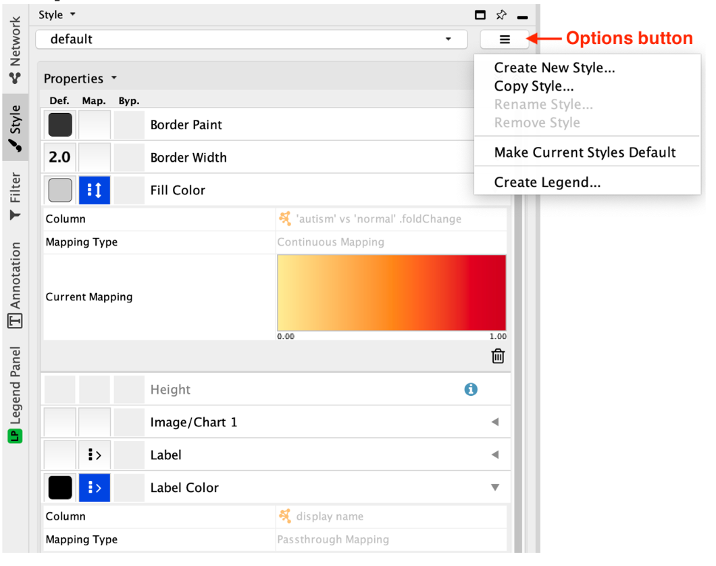 Style
default
Options button
Create New Style...
Copy Style...
Rename Style...
Remove Style
Make Current Styles Default
Create Legend...
Network
Style
Filter
Annotation
Legend Panel
LP
Properties
Def. Map. Byp.
Border Paint
2.0 Border Width
Fill Color
Column 'autism' vs 'normal' .foldChange
Mapping Type Continuous Mapping
Current Mapping
0.00 1.00
Height
Image/Chart 1
Label
Label Color
Column display name
Mapping Type Passthrough Mapping